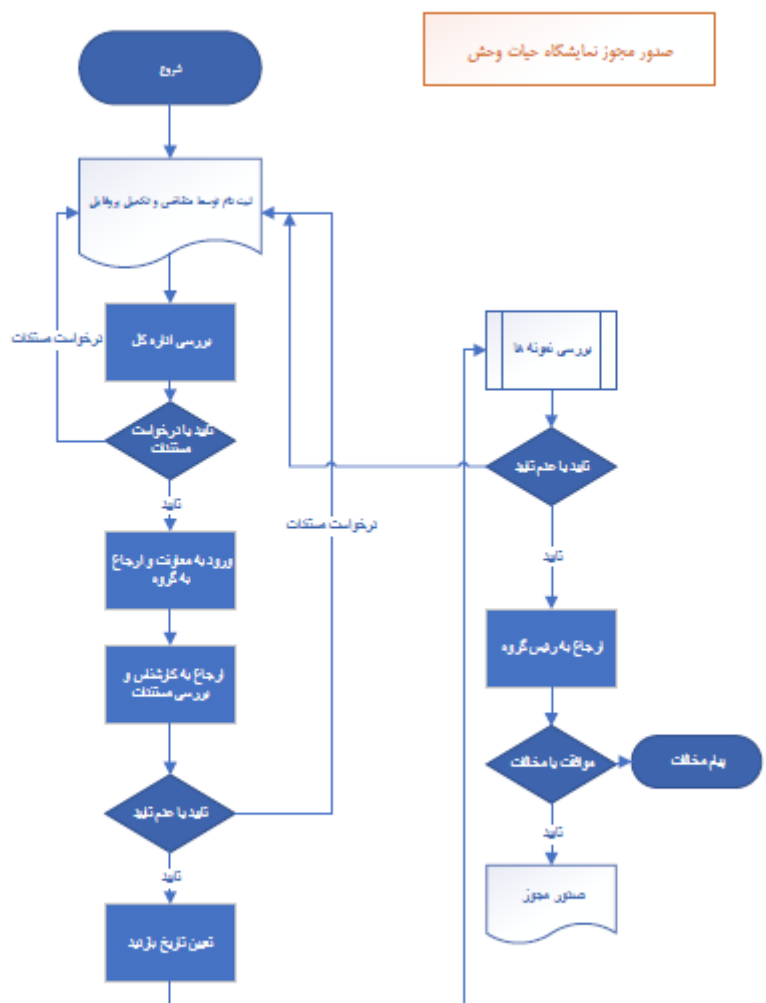 صدور مجوز نمایشگاه حیات وحش
شروع
ثبت نام توسط متقاضی و تکمیل پروفایل
بررسی اداره کل
درخواست مستندات
تایید یا درخواست
مستندات
تایید
ورود به معاونت و ارجاع
به گروه
ارجاع به کارشناس و
بررسی مستندات
تایید یا عدم تایید
درخواست مستندات
تایید
تعیین تاریخ بازدید
بررسی نمونه ها
تایید یا عدم تایید
تایید
ارجاع به رئیس گروه
موافقت یا مخالفت
پیام مخالفت
تایید
صدور مجوز